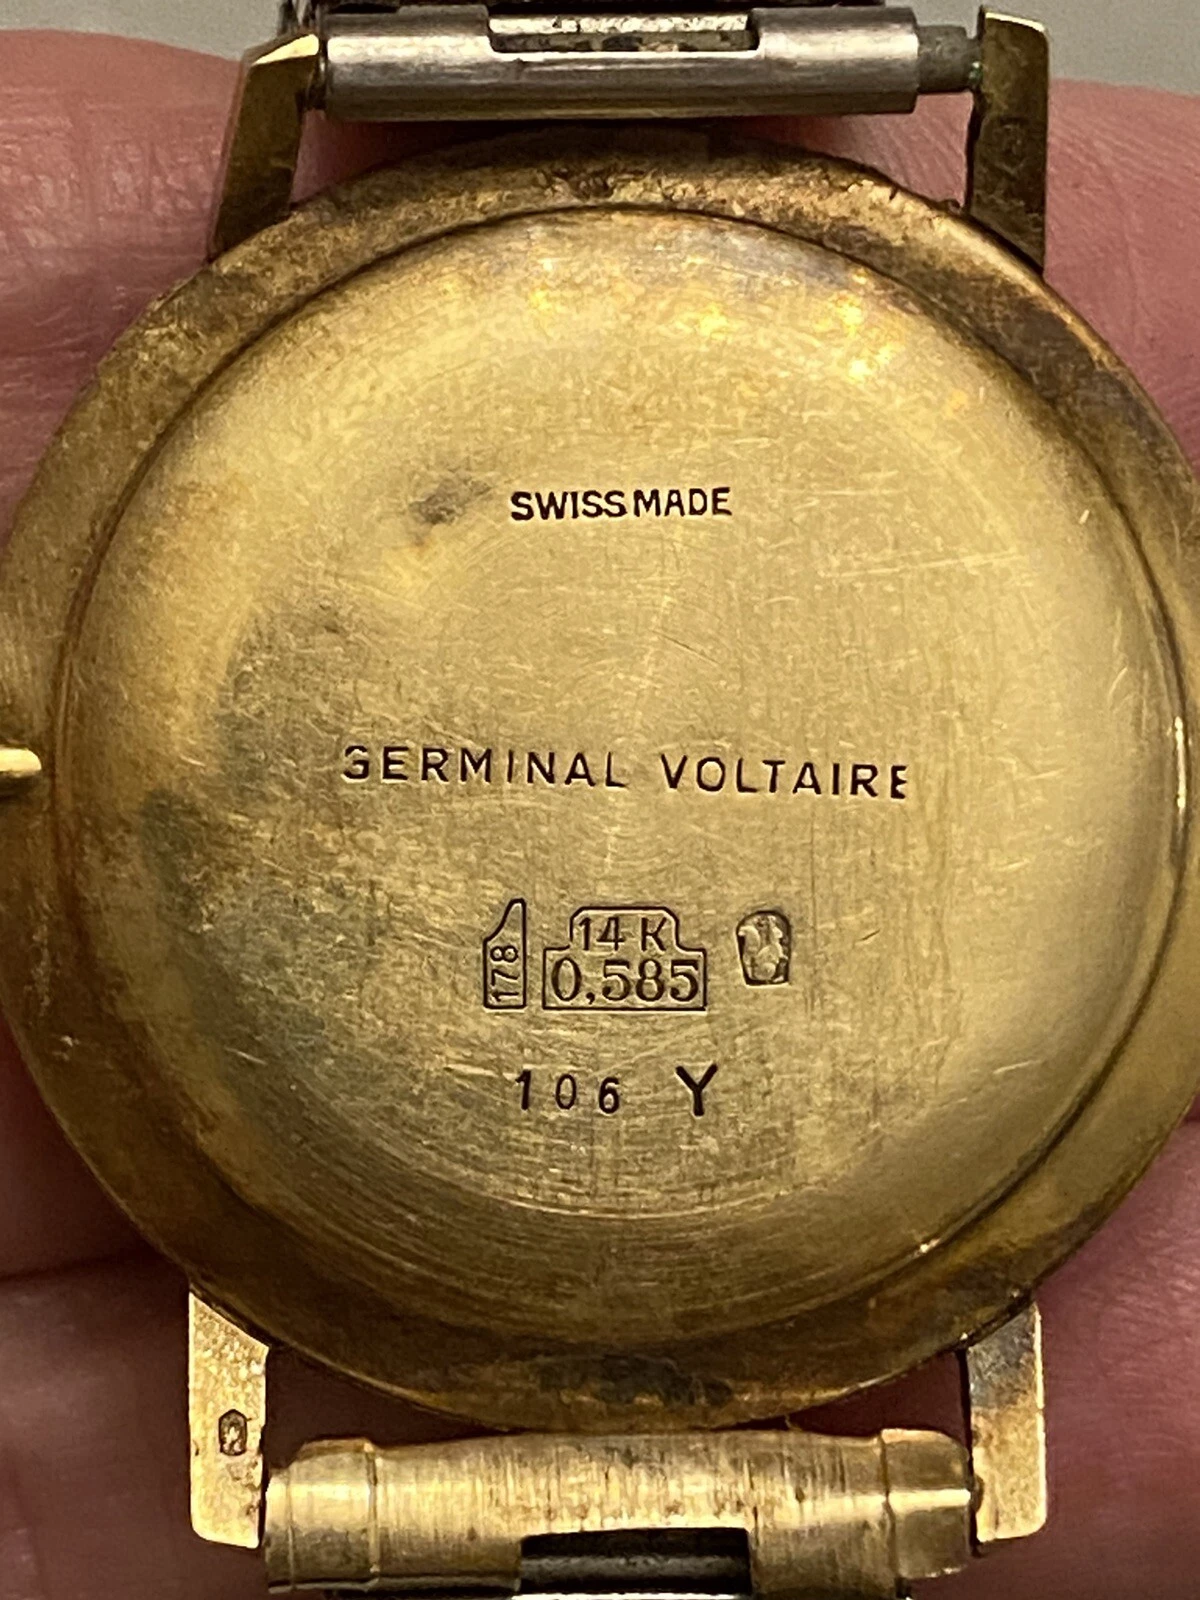 SWISS MADE
GERMINAL VOLTAIRE
178 14 K
0,585
106 Y